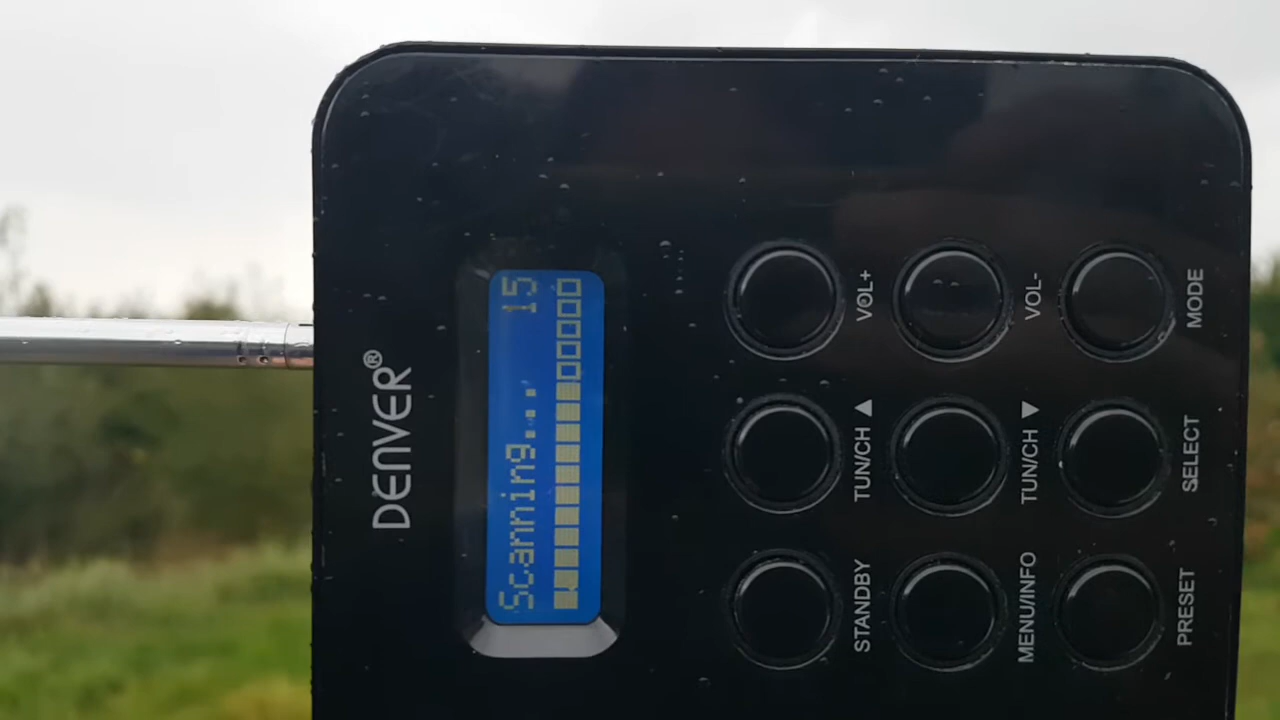 DENVER®
Scanning... 15
STANDBY
TUN/CH ▲
VOL+
MENU/INFO
TUN/CH ▼
VOL-
PRESET
SELECT
MODE